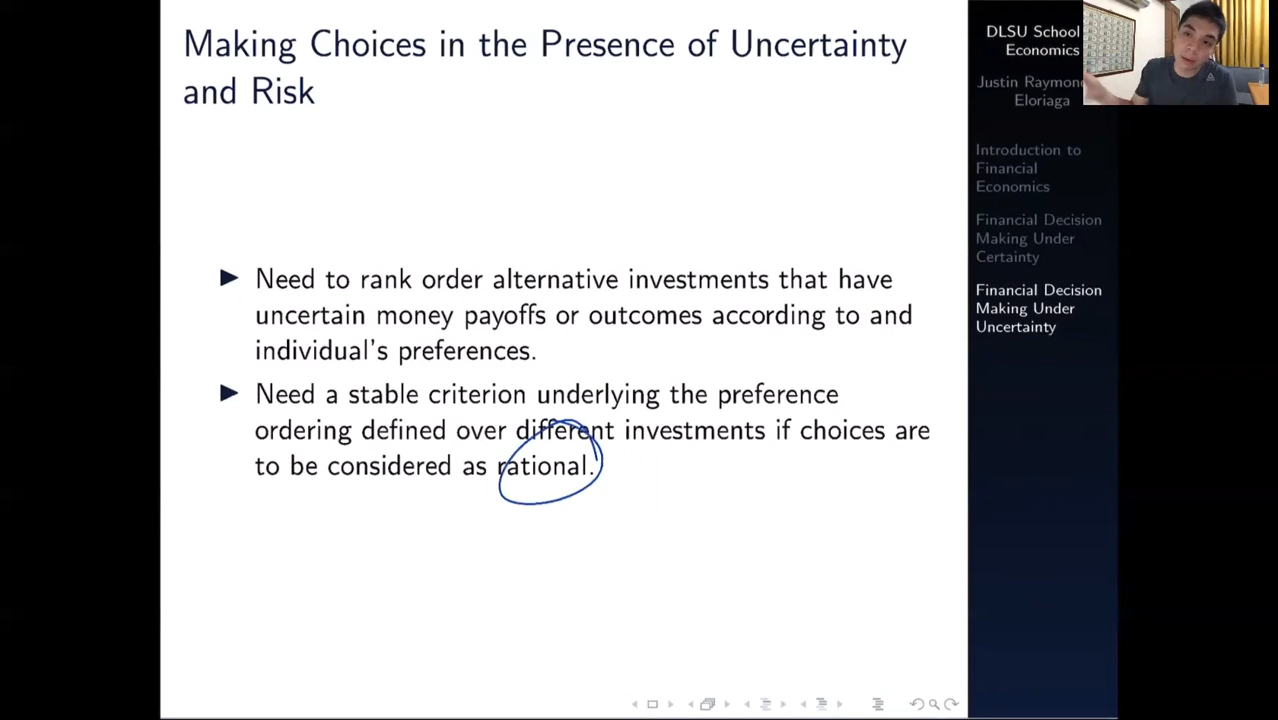 Making Choices in the Presence of Uncertainty
and Risk
Need to rank order alternative investments that have
uncertain money payoffs or outcomes according to and
individual's preferences.
Need a stable criterion underlying the preference
ordering defined over different investments if choices are
to be considered as rational.
DLSU School
Economics
Justin Raymon
Eloriaga
Introduction to
Financial
Economics
Financial Decision
Making Under
Certainty
Financial Decision
Making Under
Uncertainty